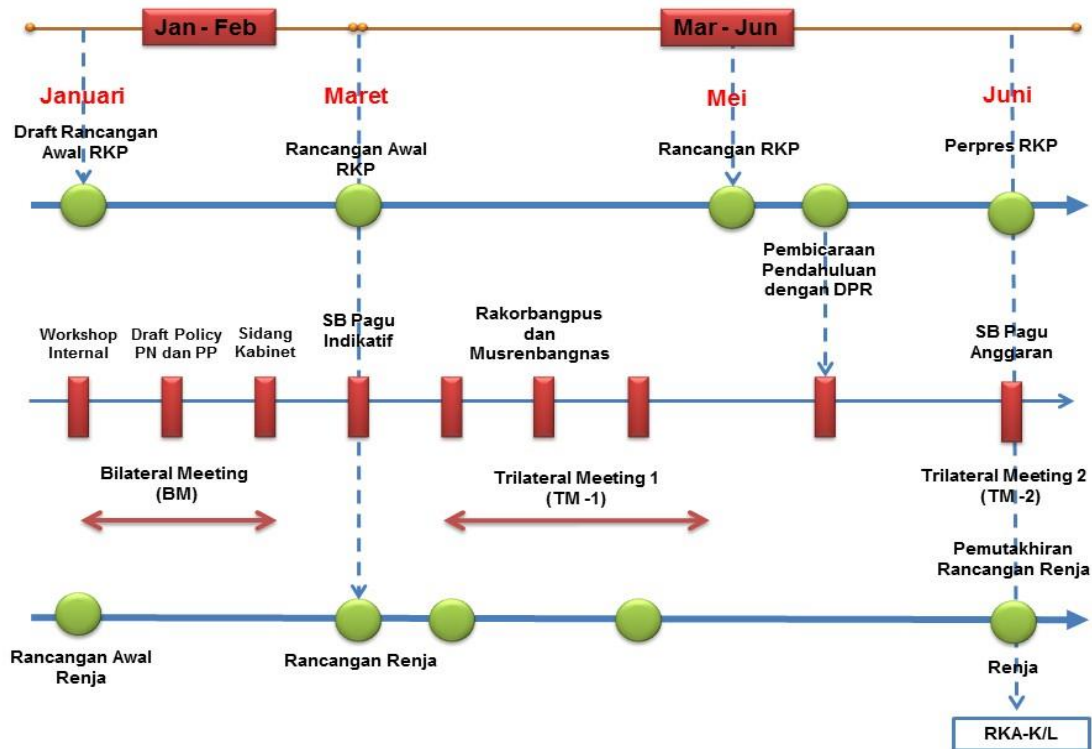 Jan - Feb
Mar - Jun
Januari
Maret
Mei
Juni
Draft Rancangan
Awal RKP
Rancangan Awal
RKP
Rancangan RKP
Perpres RKP
Pembicaraan
Pendahuluan
dengan DPR
Workshop
Internal
Draft Policy
PN dan PP
Sidang
Kabinet
SB Pagu
Indikatif
Rakorbangpus
dan
Musrenbangnas
SB Pagu
Anggaran
Bilateral Meeting
(BM)
Trilateral Meeting 1
(TM -1)
Trilateral Meeting 2
(TM -2)
Pemutakhiran
Rancangan Renja
Rancangan Awal
Renja
Rancangan Renja
Renja
RKA-K/L